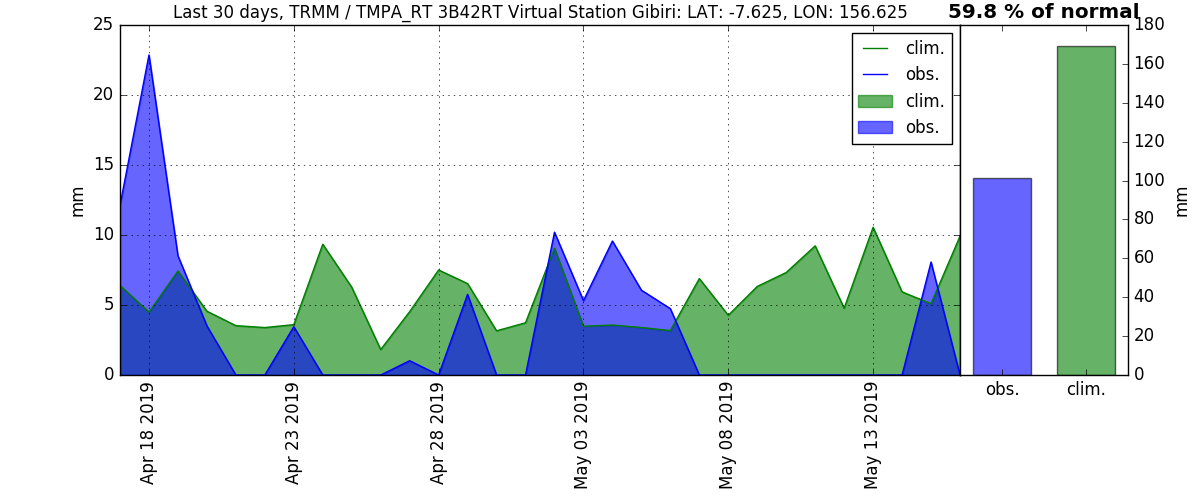 Last 30 days, TRMM / TMPA_RT 3B42RT Virtual Station Gibiri: LAT: -7.625, LON: 156.625
59.8 % of normal
25
20
15
10
5
0
mm
clim.
obs.
clim.
obs.
Apr 18 2019
Apr 23 2019
Apr 28 2019
May 03 2019
May 08 2019
May 13 2019
180
160
140
120
100
80
60
40
20
0
mm
obs.
clim.